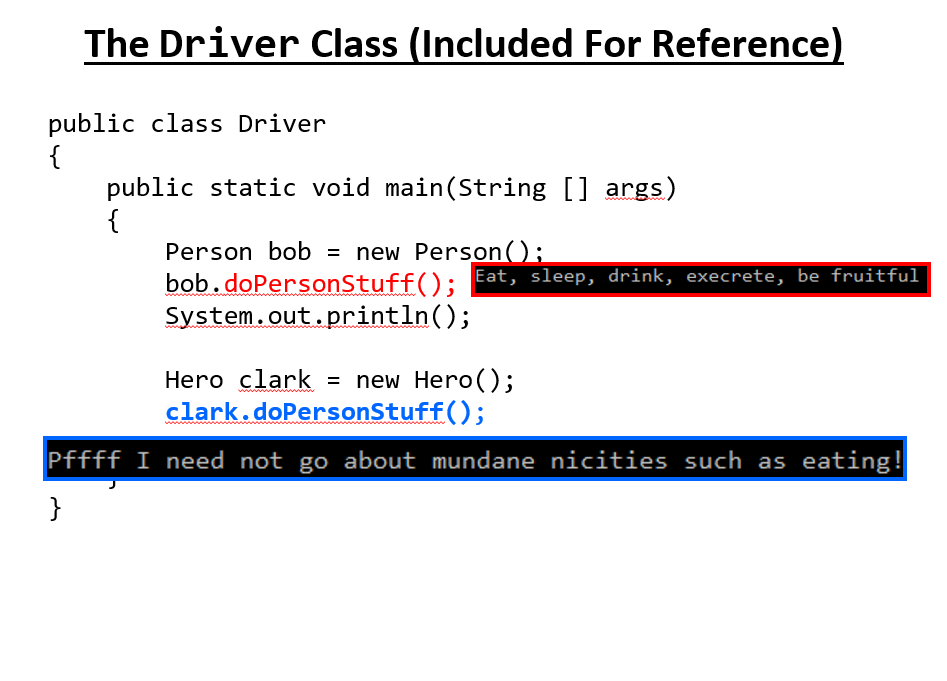 The Driver Class (Included For Reference)
public class Driver
{
public static void main(String [] args)
{
Person bob = new Person();
bob.doPersonStuff(); Eat, sleep, drink, execrete, be fruitful
System.out.println();
Hero clark = new Hero();
clark.doPersonStuff();
Pffff I need not go about mundane nicities such as eating!
}
}